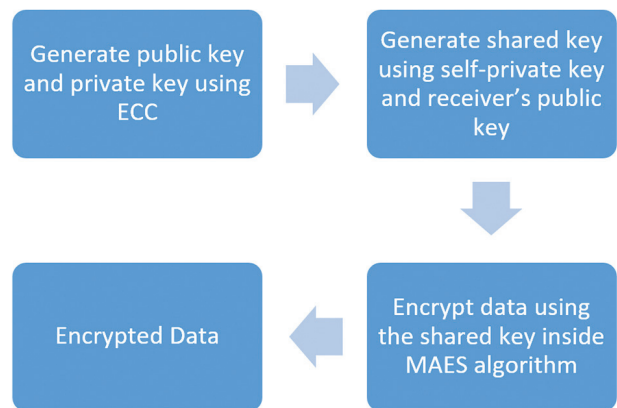 Generate public key
and private key using
ECC
Generate shared key
using self-private key
and receiver’s public
key
Encrypt data using
the shared key inside
MAES algorithm
Encrypted Data